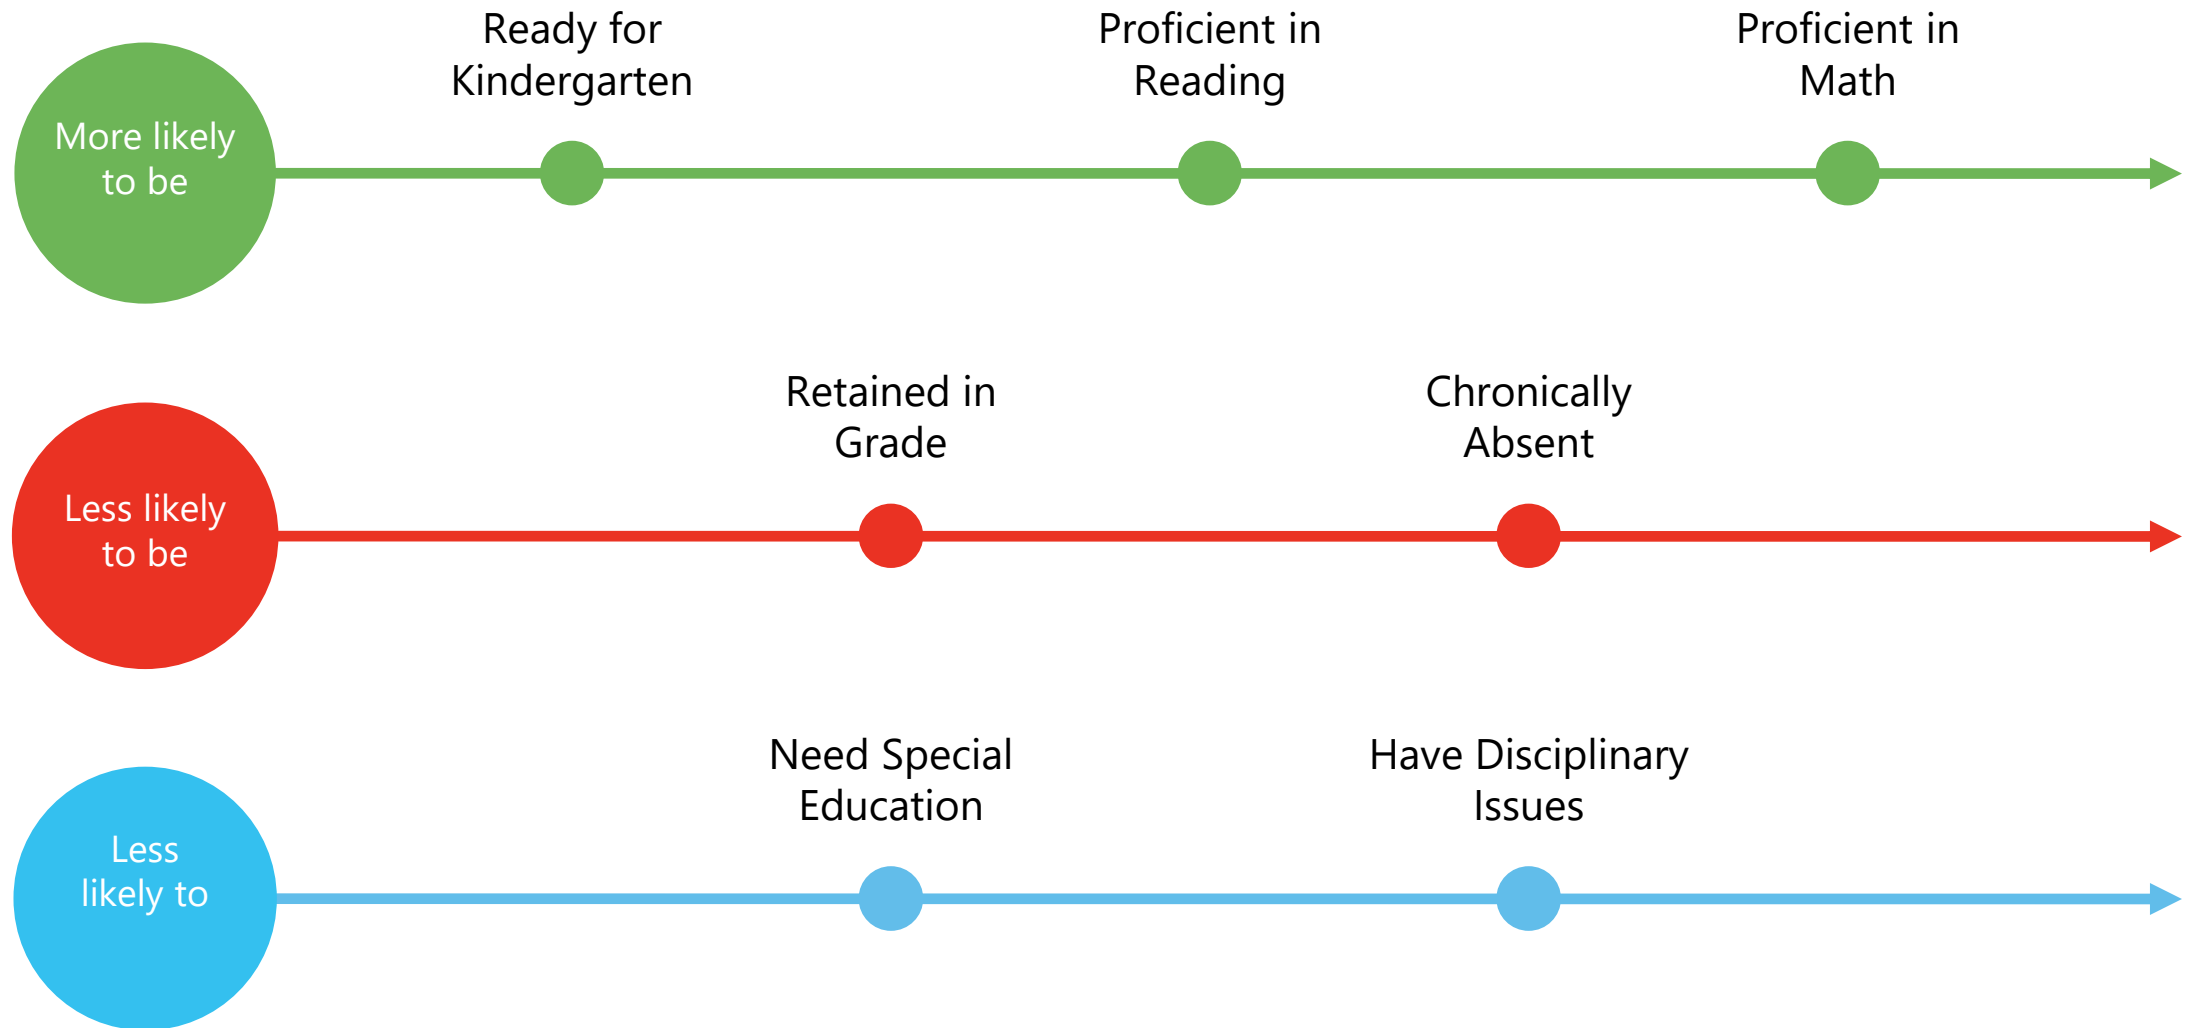 More likely
to be
Ready for
Kindergarten
Proficient in
Reading
Proficient in
Math
Less likely
to be
Retained in
Grade
Chronically
Absent
Less
likely to
Need Special
Education
Have Disciplinary
Issues